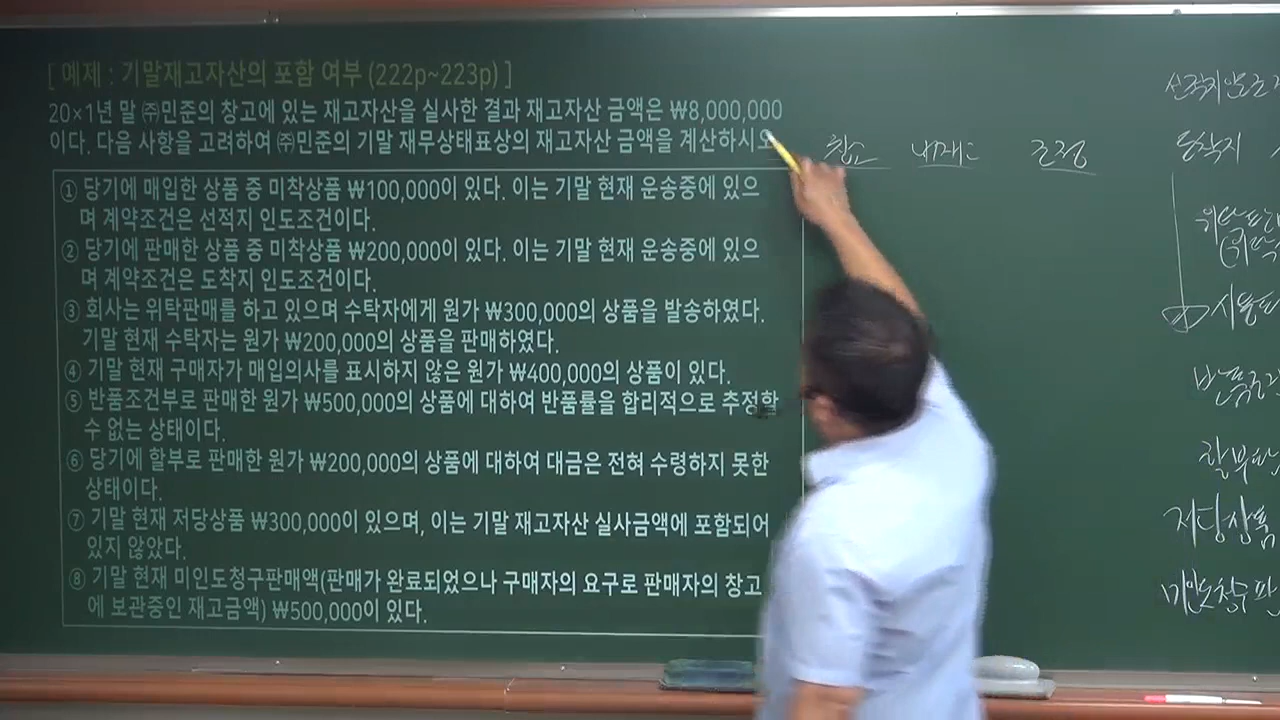 [ 예제 : 기말재고자산의 포함 여부 (222p~223p) ]
20×1년 말 ㈜민준의 창고에 있는 재고자산을 실사한 결과 재고자산 금액은 ₩8,000,000
이다. 다음 사항을 고려하여 ㈜민준의 기말 재무상태표상의 재고자산 금액을 계산하시오
① 당기에 매입한 상품 중 미착상품 ₩100,000이 있다. 이는 기말 현재 운송중에 있으
며 계약조건은 선적지 인도조건이다.
② 당기에 판매한 상품 중 미착상품 ₩200,000이 있다. 이는 기말 현재 운송중에 있으
며 계약조건은 도착지 인도조건이다.
③ 회사는 위탁판매를 하고 있으며 수탁자에게 원가 ₩300,000의 상품을 발송하였다.
기말 현재 수탁자는 원가 ₩200,000의 상품을 판매하였다.
④ 기말 현재 구매자가 매입의사를 표시하지 않은 원가 ₩400,000의 상품이 있다.
⑤ 반품조건부로 판매한 원가 ₩500,000의 상품에 대하여 반품률을 합리적으로 추정할
수 없는 상태이다.
⑥ 당기에 할부로 판매한 원가 ₩200,000의 상품에 대하여 대금은 전혀 수령하지 못한
상태이다.
⑦ 기말 현재 저당상품 ₩300,000이 있으며, 이는 기말 재고자산 실사금액에 포함되어
있지 않았다.
⑧ 기말 현재 미인도청구판매액(판매가 완료되었으나 구매자의 요구로 판매자의 창고
에 보관중인 재고금액) ₩500,000이 있다.
창고 내재고 조정
도착지
위탁판
시용판
반품조건
할부판
저당상품
미인도청구판